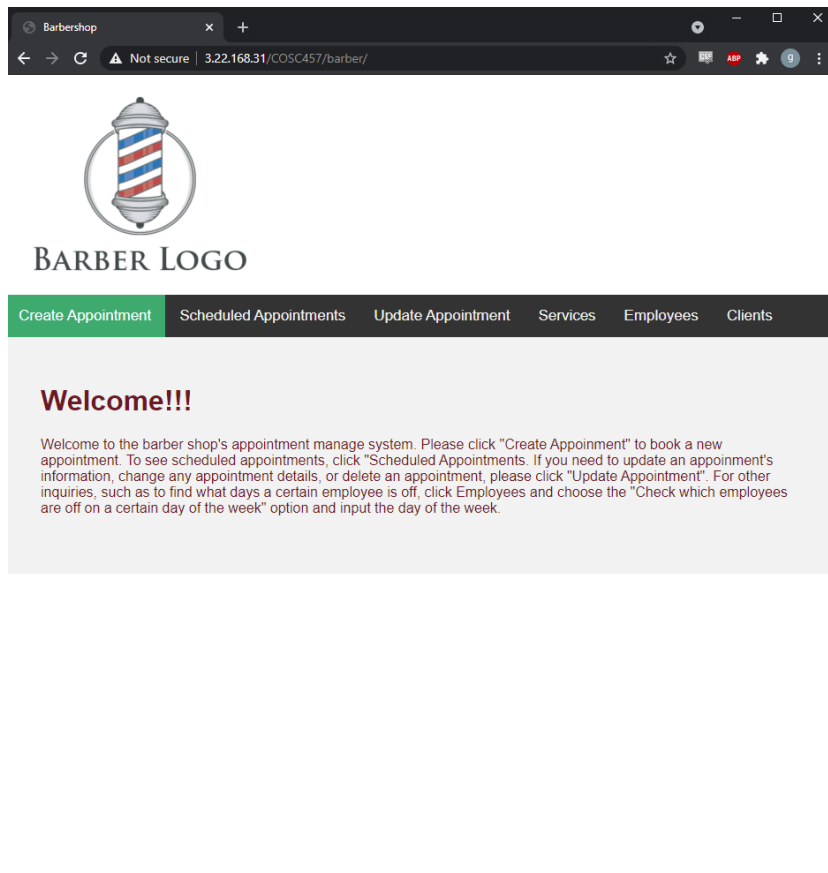 Barbershop
Not secure | 3.22.168.31/COSC457/barber/
ABP
g
BARBER LOGO
Create Appointment Scheduled Appointments Update Appointment Services Employees Clients
Welcome!!!
Welcome to the barber shop's appointment manage system. Please click "Create Appoinment" to book a new
appointment. To see scheduled appointments, click "Scheduled Appointments. If you need to update an appoinment's
information, change any appointment details, or delete an appointment, please click "Update Appointment". For other
inquiries, such as to find what days a certain employee is off, click Employees and choose the "Check which employees
are off on a certain day of the week" option and input the day of the week.